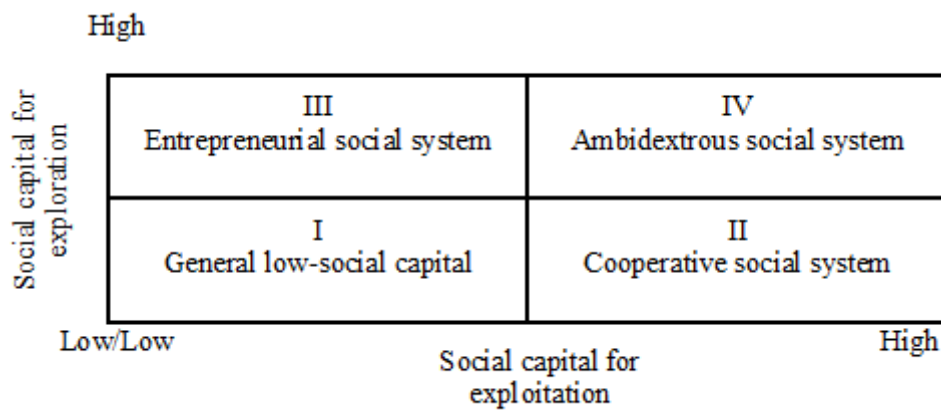 High
Social capital for
exploration
III
Entrepreneurial social system
IV
Ambidextrous social system
I
General low-social capital
II
Cooperative social system
Low/Low
High
Social capital for
exploitation